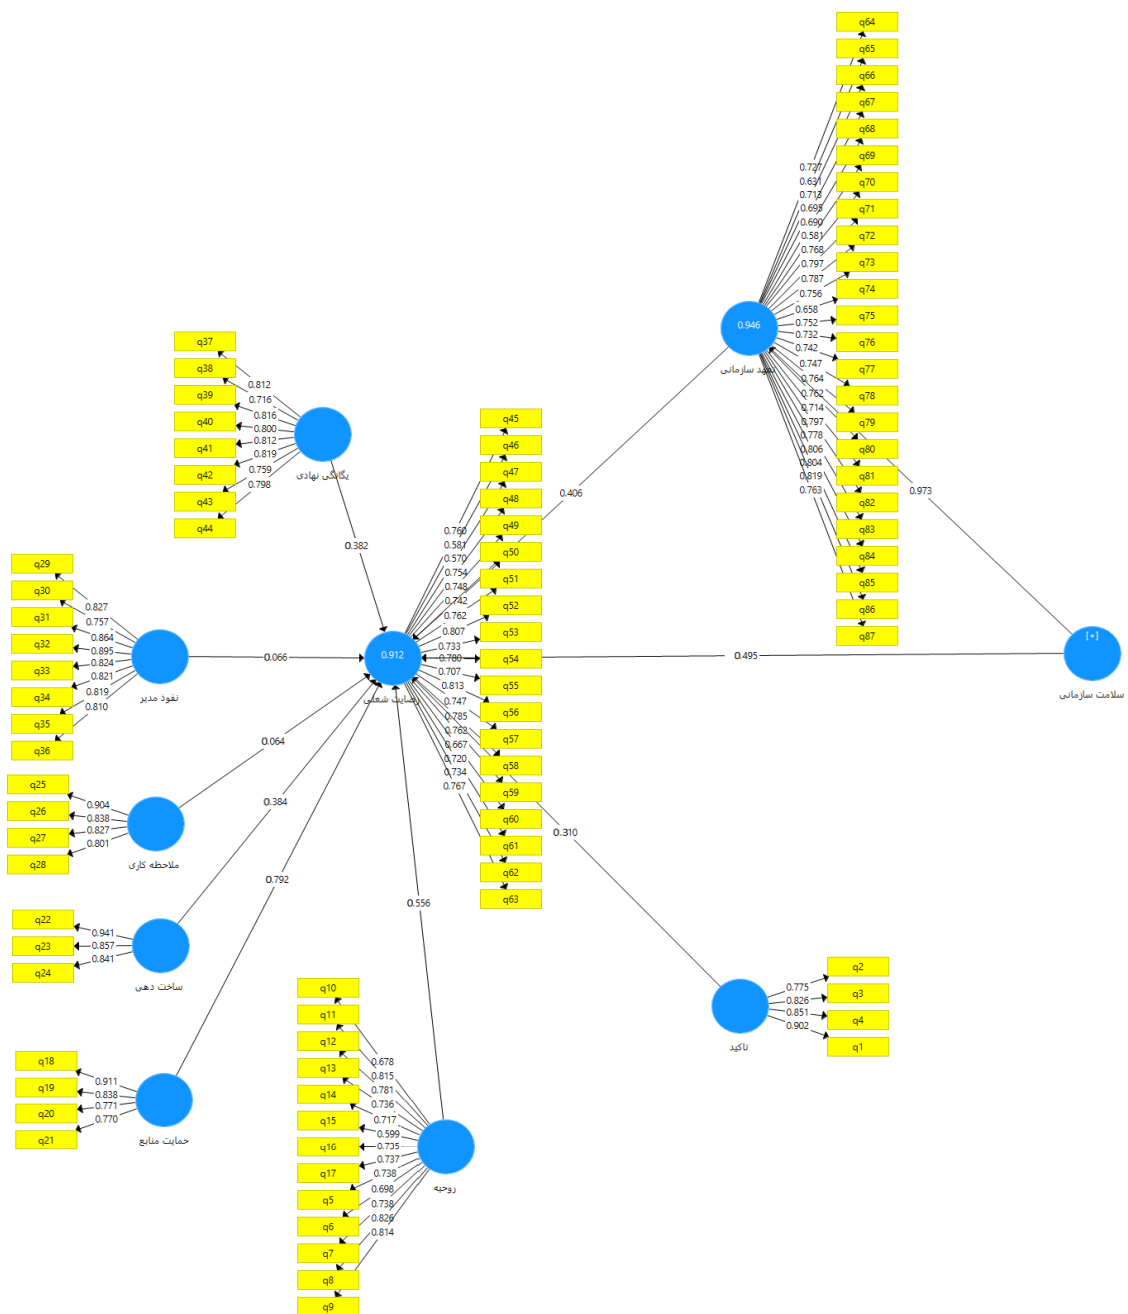 q64
q65
q66
q67
q68
q69
q70
q71
q72
q73
q74
q75
q76
q77
q78
q79
q80
q81
q82
q83
q84
q85
q86
q87
0.727
0.631
0.713
0.695
0.690
0.581
0.768
0.797
0.787
0.756
0.658
0.752
0.732
0.742
0.747
0.764
0.762
0.714
0.797
0.778
0.806
0.804
0.819
0.763
0.946
تعهد سازمانی
0.406
0.973
[+]
سلامت سازمانی
0.495
q37
q38
q39
q40
q41
q42
q43
q44
0.812
0.716
0.816
0.800
0.812
0.819
0.759
0.798
یگانگی نهادی
0.382
q45
q46
q47
q48
q49
q50
q51
q52
q53
q54
q55
q56
q57
q58
q59
q60
q61
q62
q63
0.760
0.581
0.570
0.754
0.748
0.742
0.762
0.807
0.733
0.780
0.707
0.813
0.747
0.785
0.762
0.667
0.720
0.734
0.767
0.912
رضایت شغلی
q29
q30
q31
q32
q33
q34
q35
q36
0.827
0.757
0.864
0.895
0.824
0.821
0.819
0.810
نفوذ مدیر
0.066
q25
q26
q27
q28
0.904
0.838
0.827
0.801
ملاحظه کاری
0.064
q22
q23
q24
0.941
0.857
0.841
ساخت دهی
0.384
q18
q19
q20
q21
0.911
0.838
0.771
0.770
حمایت منابع
0.792
q10
q11
q12
q13
q14
q15
q16
q17
q5
q6
q7
q8
q9
0.678
0.815
0.781
0.736
0.717
0.599
0.735
0.737
0.738
0.698
0.738
0.826
0.814
روحیه
0.556
0.310
q2
q3
q4
q1
0.775
0.826
0.851
0.902
تاکید